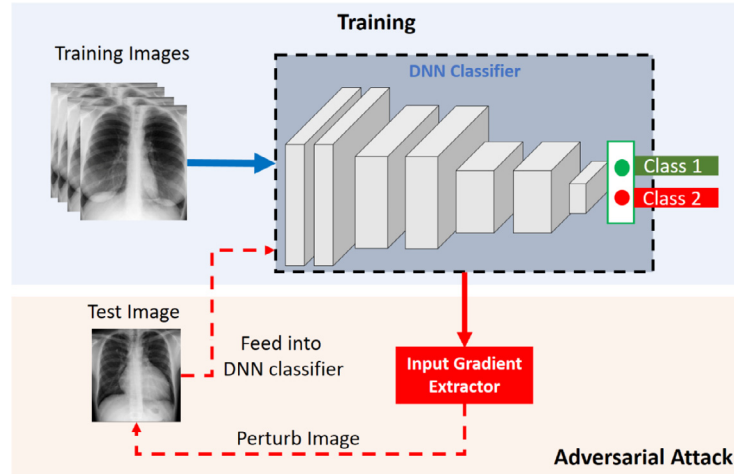 Training
Training Images
DNN Classifier
Class 1
Class 2
Test Image
Feed into
DNN classifier
Input Gradient
Extractor
Perturb Image
Adversarial Attack